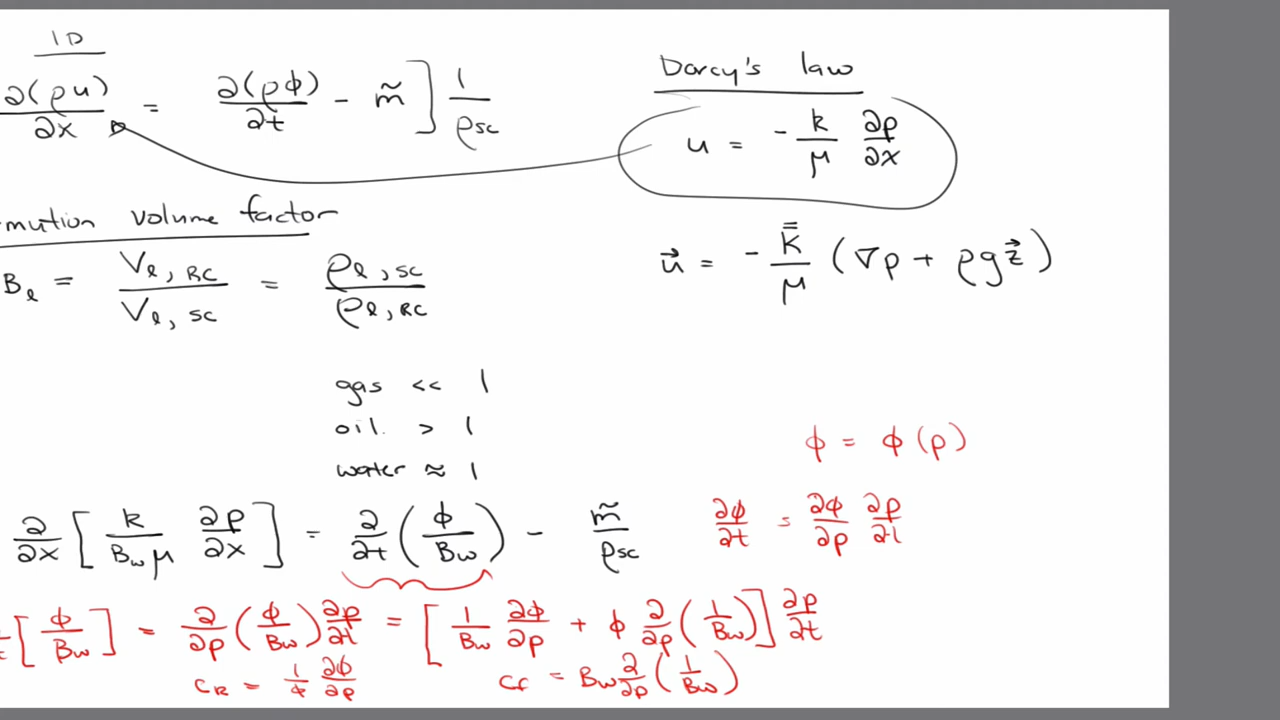 1D
∂(ρu)/∂x = ∂(ρϕ)/∂t - m̃ ] 1/ρsc
Darcy's law
u = - k/μ ∂p/∂x
mution volume factor
u⃗ = - K̿/μ (∇p + ρgz⃗)
Bℓ = Vℓ,RC/Vℓ,SC = ρℓ,SC/ρℓ,RC
gas << 1
oil. > 1
water ≈ 1
ϕ = ϕ(p)
∂/∂x [ k/Bwμ ∂p/∂x ] = ∂/∂t (ϕ/Bw) - m̃/ρsc
∂ϕ/∂t = ∂ϕ/∂p ∂p/∂t
[ϕ/Bw] = ∂/∂p (ϕ/Bw) ∂p/∂t = [ 1/Bw ∂ϕ/∂p + ϕ ∂/∂p (1/Bw) ] ∂p/∂t
cR = 1/ϕ ∂ϕ/∂p
cf = Bw ∂/∂p (1/Bw)